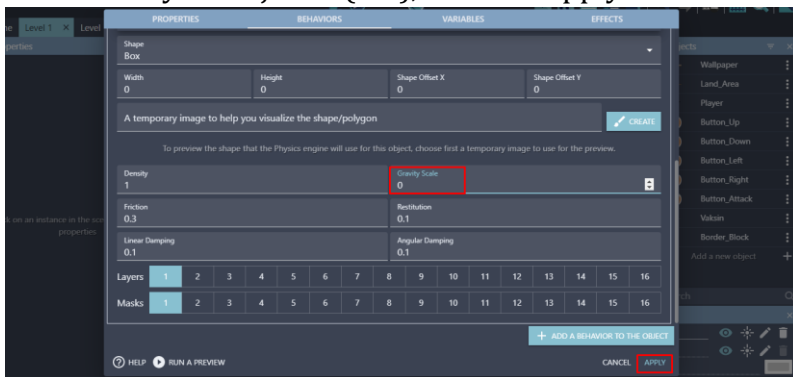 PROPERTIES BEHAVIORS VARIABLES EFFECTS
Level 1 × Level
Shape
Box
Width
0
Height
0
Shape Offset X
0
Shape Offset Y
0
A temporary image to help you visualize the shape/polygon
CREATE
To preview the shape that the Physics engine will use for this object, choose first a temporary image to use for the preview.
Density
1
Gravity Scale
0
Friction
0.3
Restitution
0.1
Linear Damping
0.1
Angular Damping
0.1
Layers 1 2 3 4 5 6 7 8 9 10 11 12 13 14 15 16
Masks 1 2 3 4 5 6 7 8 9 10 11 12 13 14 15 16
+ ADD A BEHAVIOR TO THE OBJECT
? HELP RUN A PREVIEW
CANCEL APPLY
Wallpaper
Land_Area
Player
Button_Up
Button_Down
Button_Left
Button_Right
Button_Attack
Vaksin
Border_Block
Add a new object +
on an instance in the
properties